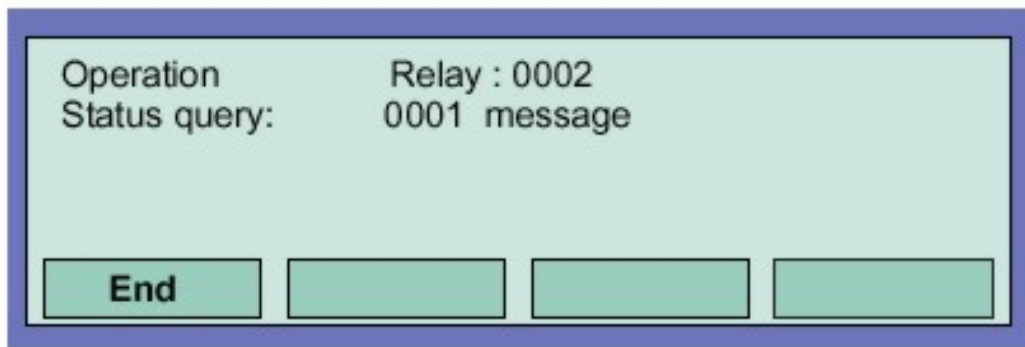 Operation Relay : 0002
Status query: 0001 message
End